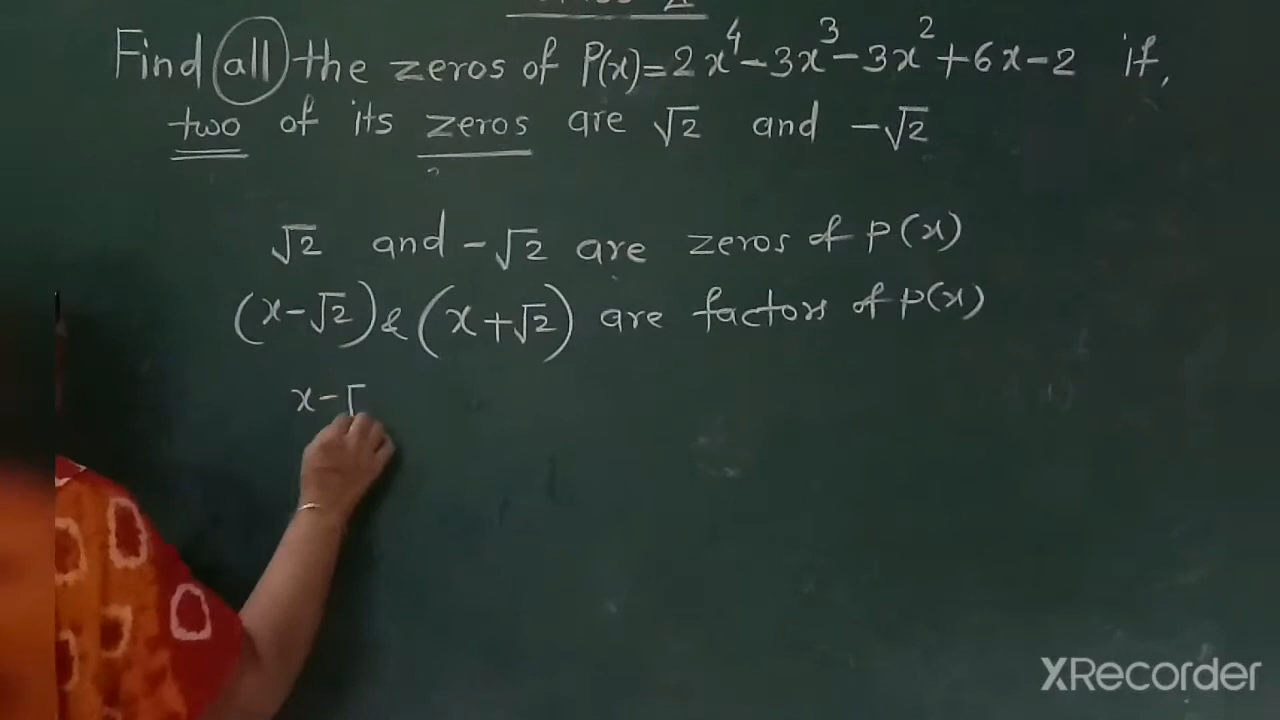 Find all the zeros of P(x)=2x⁴-3x³-3x²+6x-2 if,
two of its zeros are √2 and -√2
√2 and -√2 are zeros of P(x)
(x-√2) & (x+√2) are factors of P(x)
x-√
XRecorder